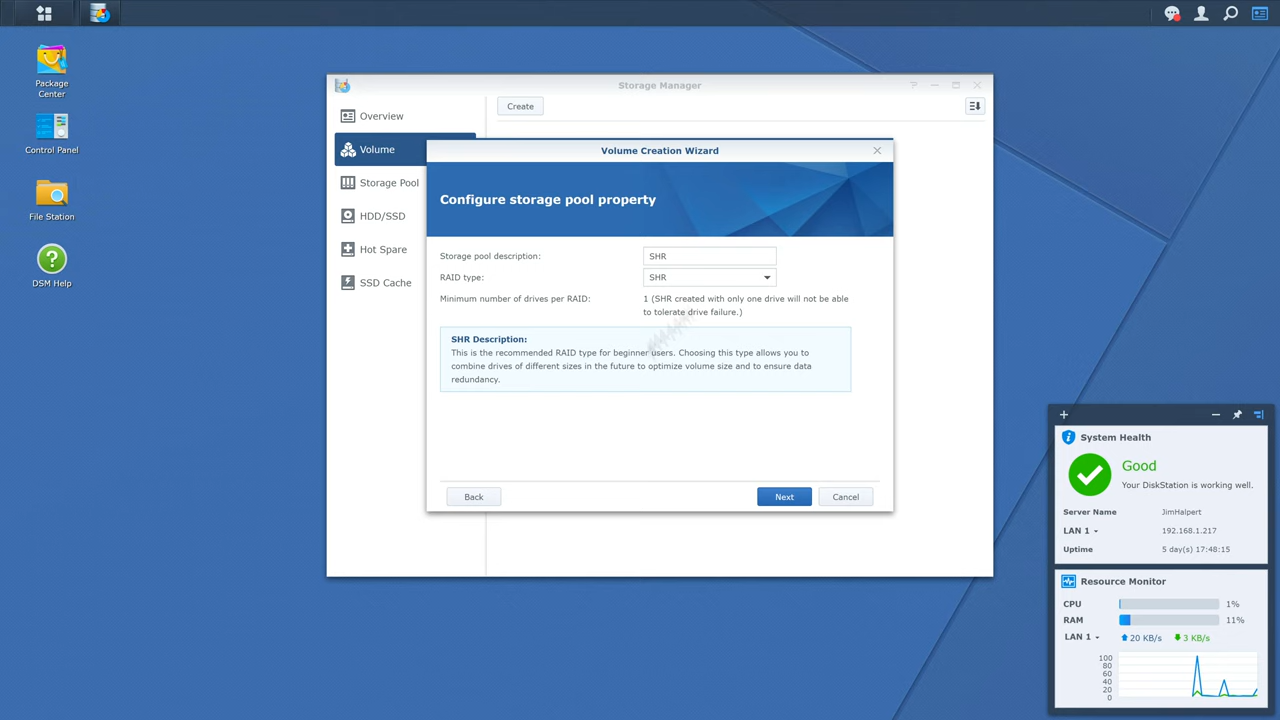 Package
Center
Control Panel
File Station
DSM Help
Storage Manager
Overview
Volume
Storage Pool
HDD/SSD
Hot Spare
SSD Cache
Create
Volume Creation Wizard
Configure storage pool property
Storage pool description:
SHR
RAID type:
SHR
Minimum number of drives per RAID:
1 (SHR created with only one drive will not be able
to tolerate drive failure.)
SHR Description:
This is the recommended RAID type for beginner users. Choosing this type allows you to
combine drives of different sizes in the future to optimize volume size and to ensure data
redundancy.
Back
Next
Cancel
System Health
Good
Your DiskStation is working well.
Server Name JimHalpert
LAN 1 192.168.1.217
Uptime 5 day(s) 17:48:15
Resource Monitor
CPU 1%
RAM 11%
LAN 1 20 KB/s 3 KB/s
100
80
60
40
20
0